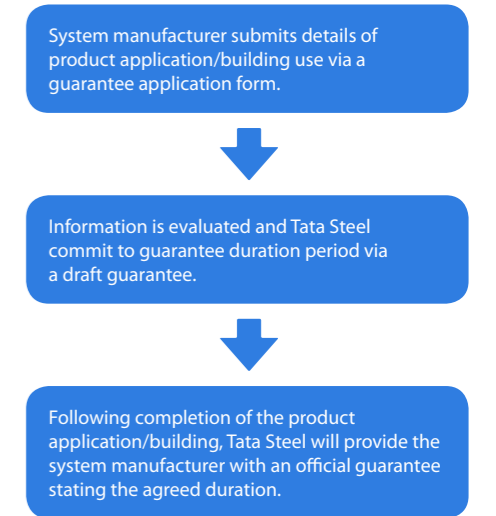 System manufacturer submits details of
product application/building use via a
guarantee application form.
Information is evaluated and Tata Steel
commit to guarantee duration period via
a draft guarantee.
Following completion of the product
application/building, Tata Steel will provide the
system manufacturer with an official guarantee
stating the agreed duration.